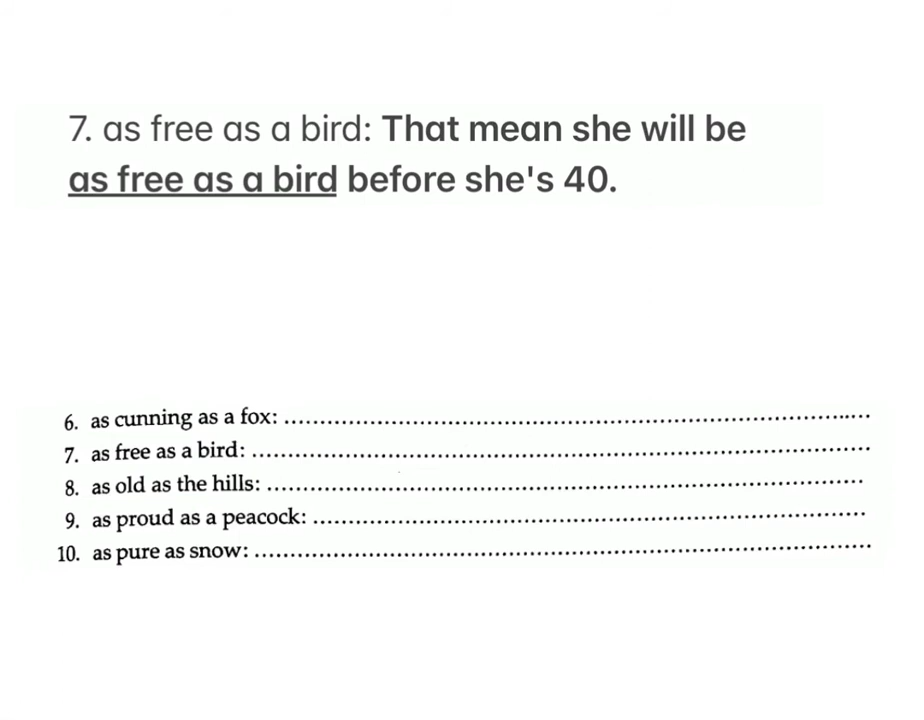 7. as free as a bird: That mean she will be
as free as a bird before she's 40.
6. as cunning as a fox: ................................................................................
7. as free as a bird: ................................................................................
8. as old as the hills: ................................................................................
9. as proud as a peacock: ................................................................................
10. as pure as snow: ................................................................................